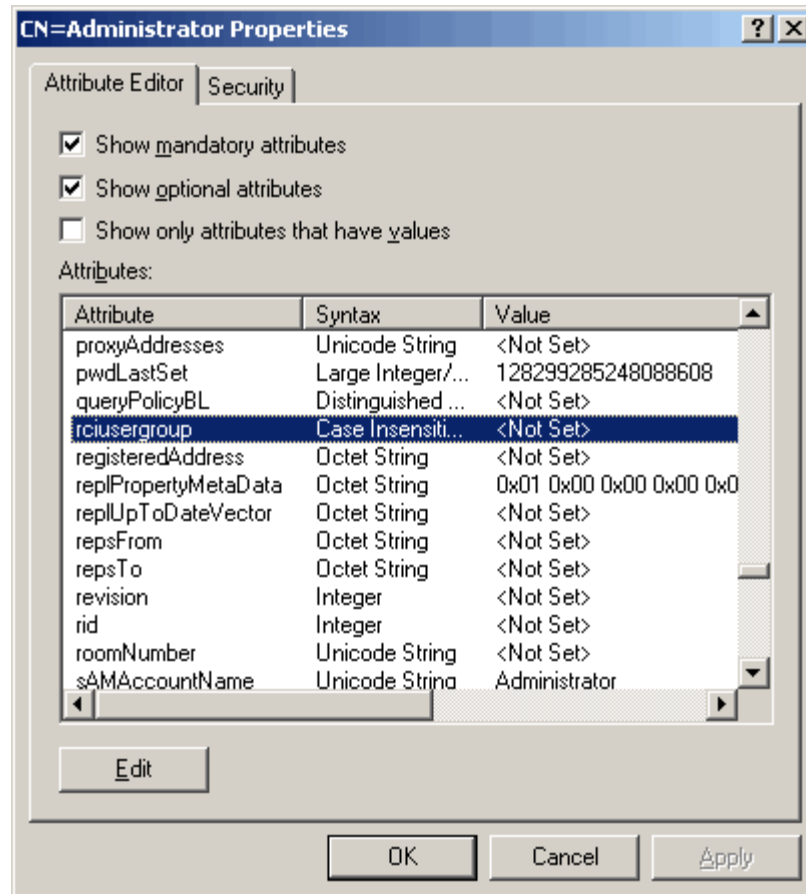 CN=Administrator Properties
Attribute Editor Security
Show mandatory attributes
Show optional attributes
Show only attributes that have values
Attributes:
Attribute Syntax Value
proxyAddresses Unicode String <Not Set>
pwdLastSet Large Integer/... 128299285248088608
queryPolicyBL Distinguished ... <Not Set>
rciusergroup Case Insensiti... <Not Set>
registeredAddress Octet String <Not Set>
replPropertyMetaData Octet String 0x01 0x00 0x00 0x00 0x0
replUpToDateVector Octet String <Not Set>
repsFrom Octet String <Not Set>
repsTo Octet String <Not Set>
revision Integer <Not Set>
rid Integer <Not Set>
roomNumber Unicode String <Not Set>
sAMAccountName Unicode String Administrator
Edit
OK Cancel Apply